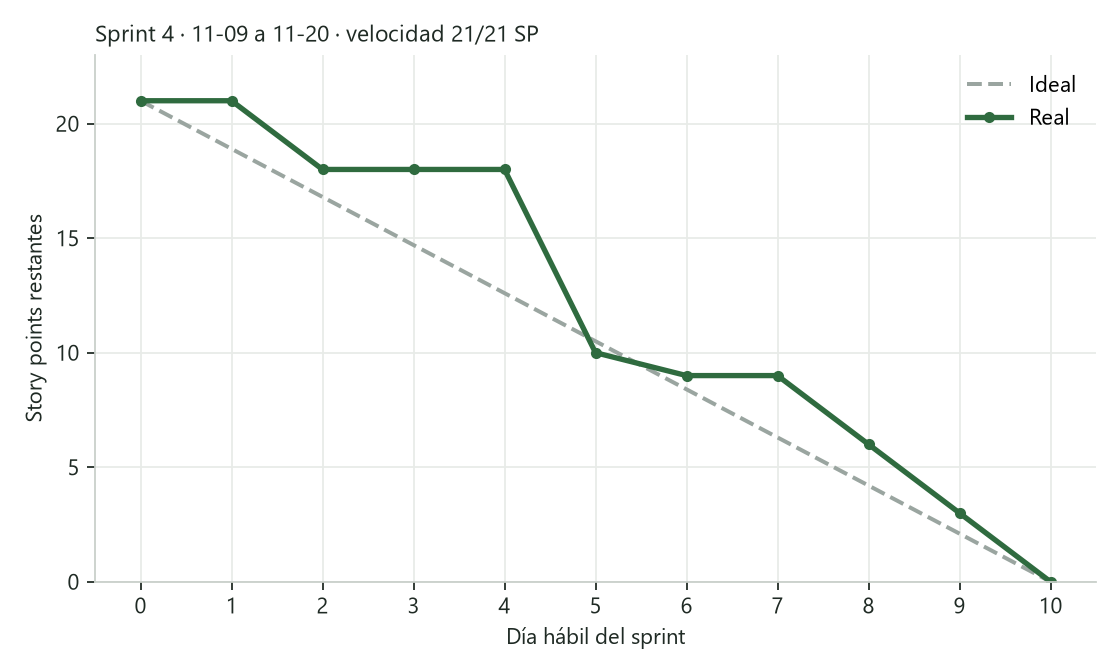 Sprint 4 · 11-09 a 11-20 · velocidad 21/21 SP
Ideal
Real
Story points restantes
20
15
10
5
0
0 1 2 3 4 5 6 7 8 9 10
Día hábil del sprint